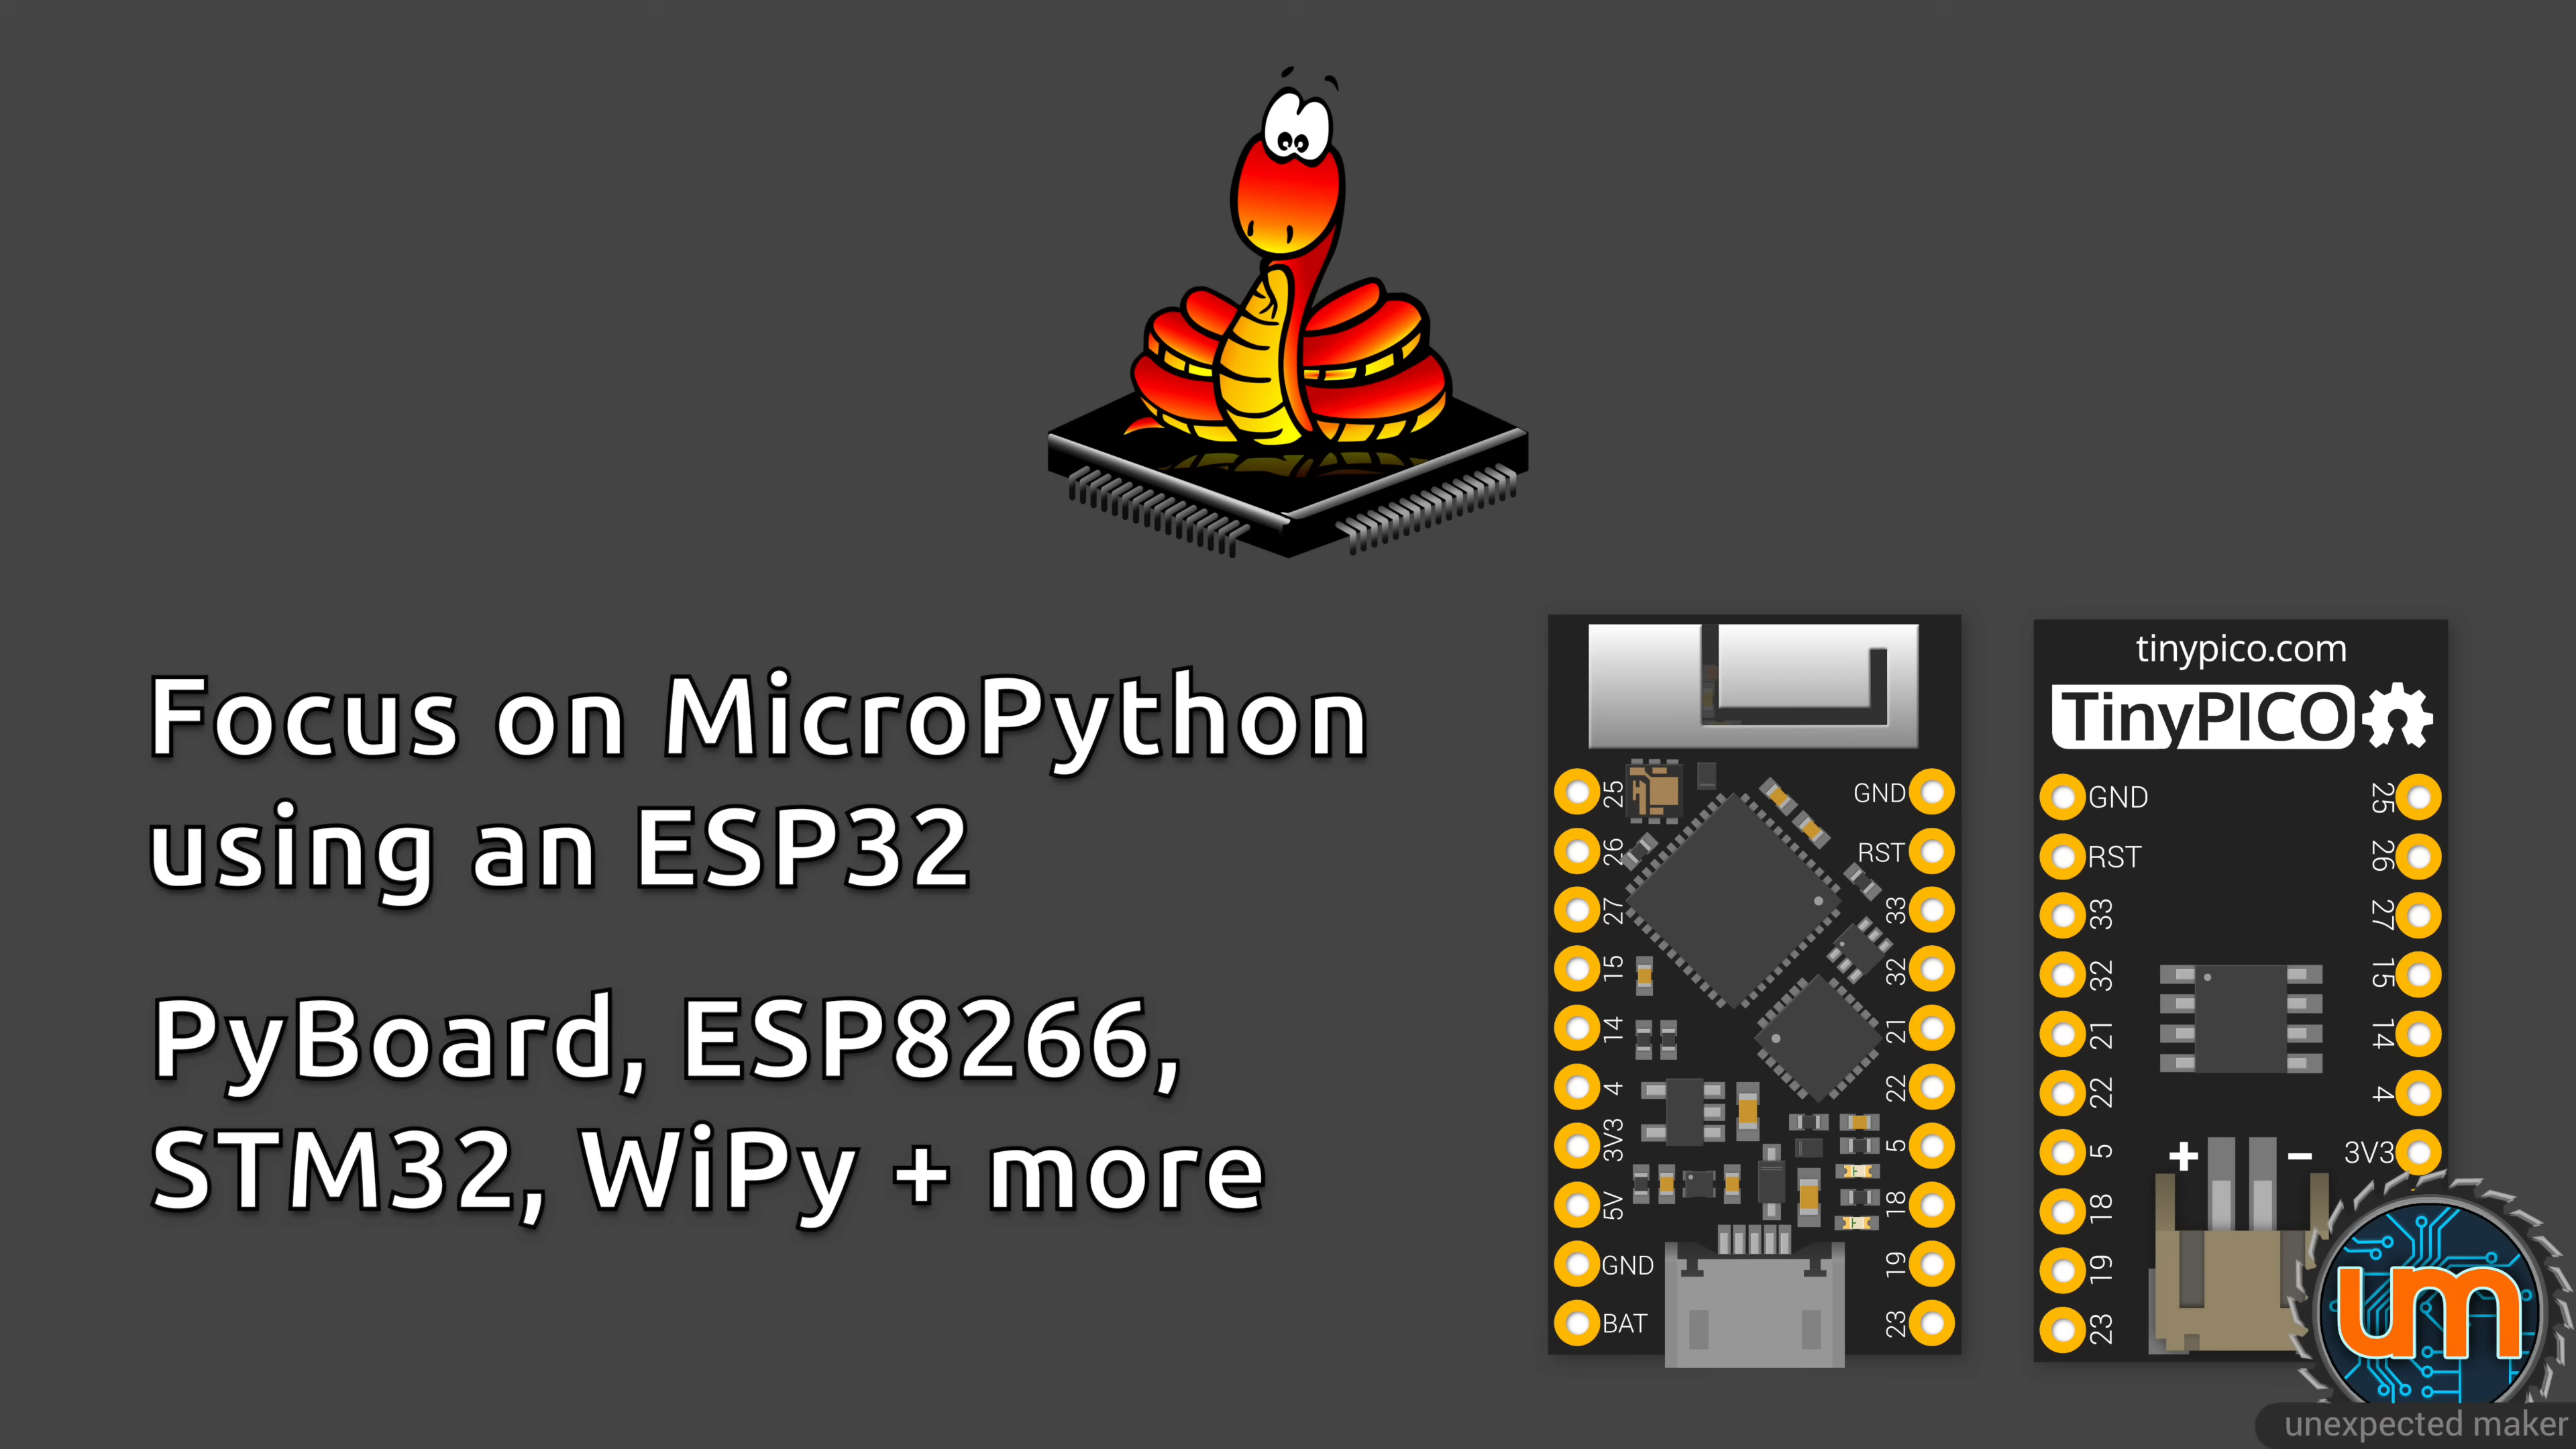 Focus on MicroPython
using an ESP32
PyBoard, ESP8266,
STM32, WiPy + more
25
26
27
15
14
4
3V3
5V
GND
BAT
GND
RST
33
32
21
22
5
18
19
23
tinypico.com
TinyPICO
GND
RST
33
32
21
22
5
18
19
23
25
26
27
15
14
4
3V3
+ −
um
unexpected maker